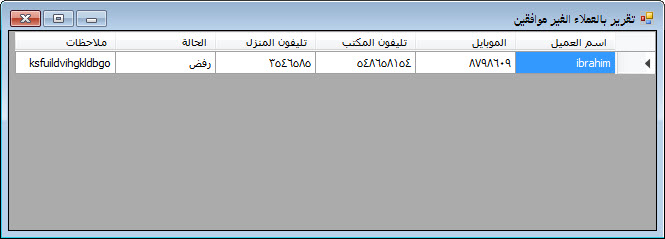 تقرير بالعملاء الغير موافقين
اسم العميل الموبايل تليفون المكتب تليفون المنزل الحالة ملاحظات
ibrahim ٨٧٩٨٦٠٩ ٥٤٨٦٥٨١٥٤ ٣٥٤٦٥٨٥ رفض ksfuildvihgkldbgo